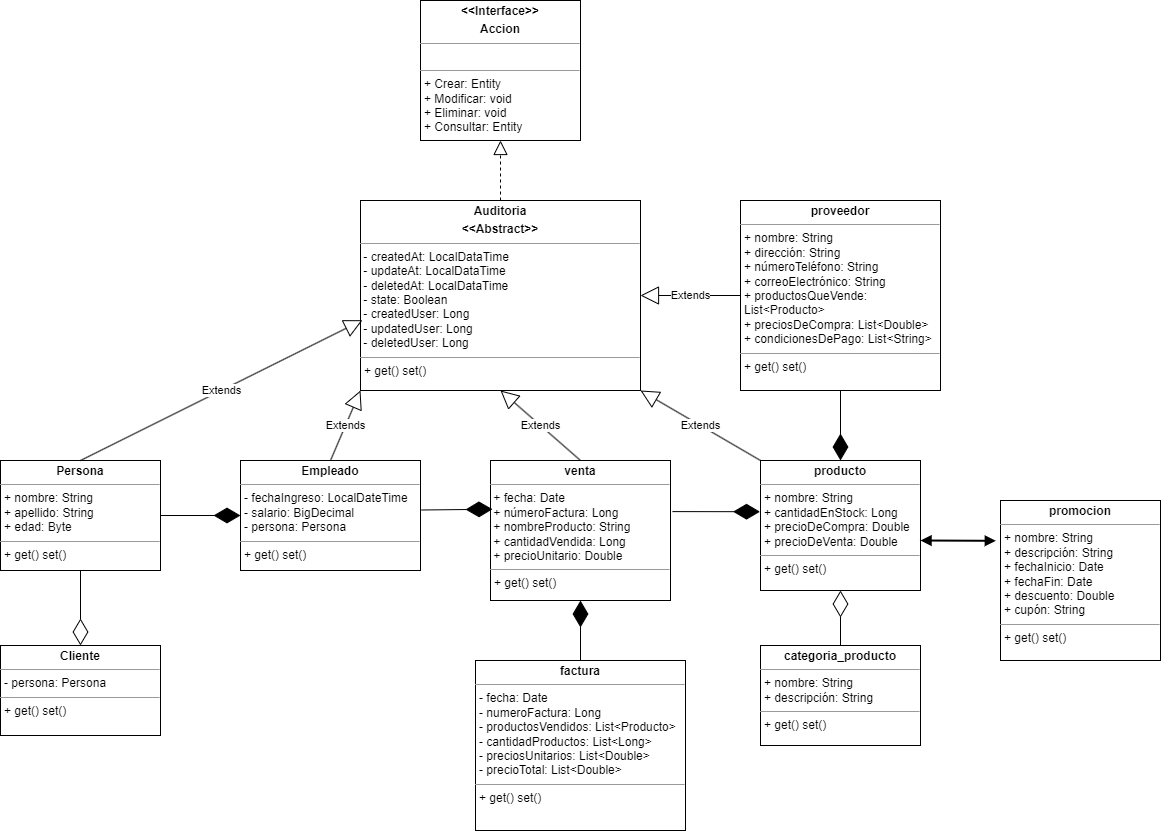 <<Interface>>
Accion
+ Crear: Entity
+ Modificar: void
+ Eliminar: void
+ Consultar: Entity
Auditoria
<<Abstract>>
- createdAt: LocalDataTime
- updateAt: LocalDataTime
- deletedAt: LocalDataTime
- state: Boolean
- createdUser: Long
- updatedUser: Long
- deletedUser: Long
+ get() set()
proveedor
+ nombre: String
+ dirección: String
+ númeroTeléfono: String
+ correoElectrónico: String
+ productosQueVende:
List<Producto>
+ preciosDeCompra: List<Double>
+ condicionesDePago: List<String>
+ get() set()
Extends
Extends
Extends
Extends
Extends
Persona
+ nombre: String
+ apellido: String
+ edad: Byte
+ get() set()
Empleado
- fechaIngreso: LocalDateTime
- salario: BigDecimal
- persona: Persona
+ get() set()
venta
+ fecha: Date
+ númeroFactura: Long
+ nombreProducto: String
+ cantidadVendida: Long
+ precioUnitario: Double
+ get() set()
producto
+ nombre: String
+ cantidadEnStock: Long
+ precioDeCompra: Double
+ precioDeVenta: Double
+ get() set()
promocion
+ nombre: String
+ descripción: String
+ fechaInicio: Date
+ fechaFin: Date
+ descuento: Double
+ cupón: String
+ get() set()
Cliente
- persona: Persona
+ get() set()
factura
- fecha: Date
- numeroFactura: Long
- productosVendidos: List<Producto>
- cantidadProductos: List<Long>
- preciosUnitarios: List<Double>
- precioTotal: List<Double>
+ get() set()
categoria_producto
+ nombre: String
+ descripción: String
+ get() set()